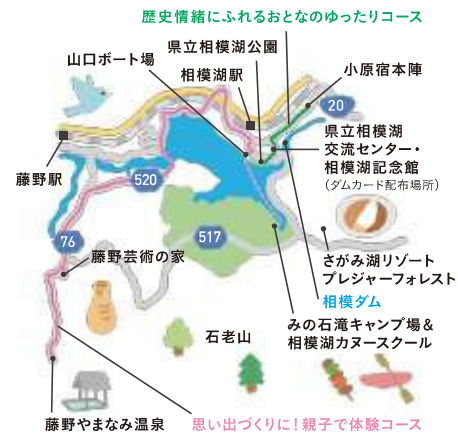 歴史情緒にふれるおとなのゆったりコース
県立相模湖公園
山口ボート場
相模湖駅
小原宿本陣
20
県立相模湖
交流センター・
相模湖記念館
（ダムカード配布場所）
藤野駅
520
76
517
藤野芸術の家
さがみ湖リゾート
プレジャーフォレスト
相模ダム
みの石滝キャンプ場＆
相模湖カヌースクール
石老山
藤野やまなみ温泉
思い出づくりに！親子で体験コース